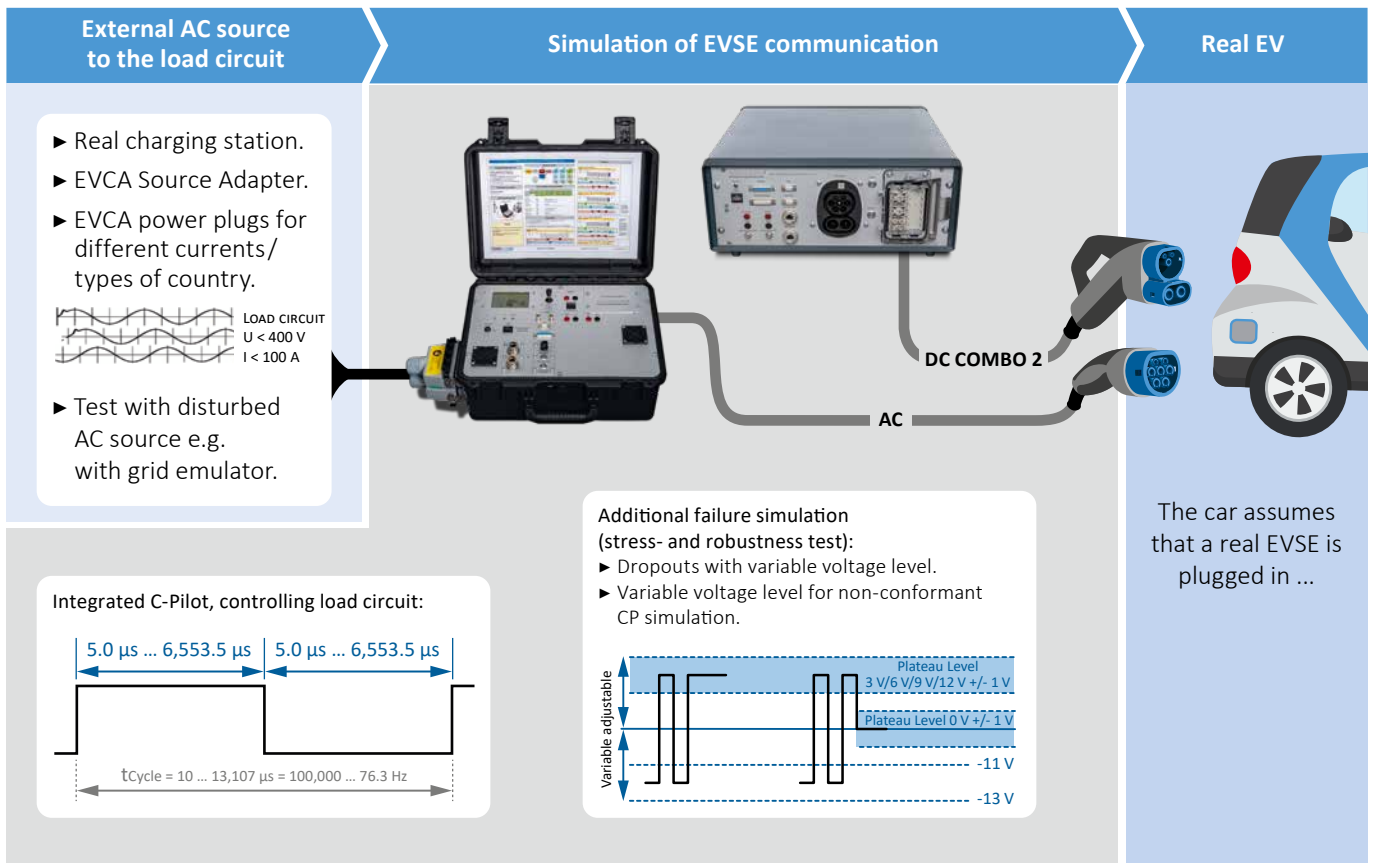 External AC source
to the load circuit
Simulation of EVSE communication
Real EV
► Real charging station.
► EVCA Source Adapter.
► EVCA power plugs for
different currents/
types of country.
LOAD CIRCUIT
U < 400 V
I < 100 A
► Test with disturbed
AC source e.g.
with grid emulator.
DC COMBO 2
AC
The car assumes
that a real EVSE is
plugged in ...
Integrated C-Pilot, controlling load circuit:
5.0 µs ... 6,553.5 µs
5.0 µs ... 6,553.5 µs
tCycle = 10 ... 13,107 µs = 100,000 ... 76.3 Hz
Additional failure simulation
(stress- and robustness test):
► Dropouts with variable voltage level.
► Variable voltage level for non-conformant
CP simulation.
Variable adjustable
Plateau Level
3 V/6 V/9 V/12 V +/- 1 V
Plateau Level 0 V +/- 1 V
-11 V
-13 V